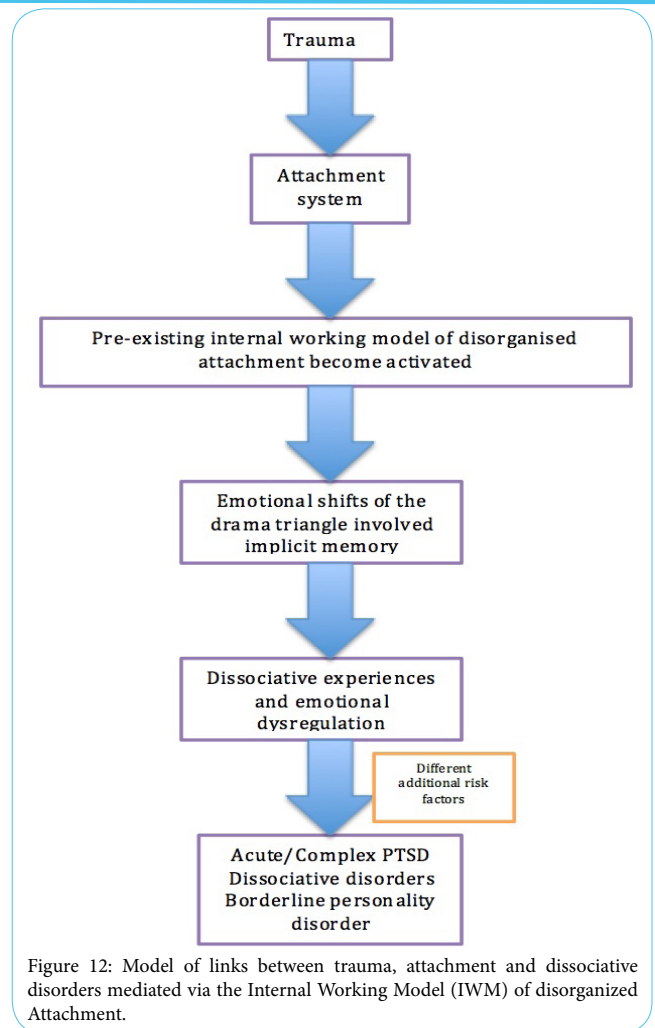 Trauma
Attachment
system
Pre-existing internal working model of disorganised
attachment become activated
Emotional shifts of the
drama triangle involved
implicit memory
Dissociative experiences
and emotional
dysregulation
Different
additional risk
factors
Acute/Complex PTSD
Dissociative disorders
Borderline personality
disorder
Figure 12: Model of links between trauma, attachment and dissociative
disorders mediated via the Internal Working Model (IWM) of disorganized
Attachment.